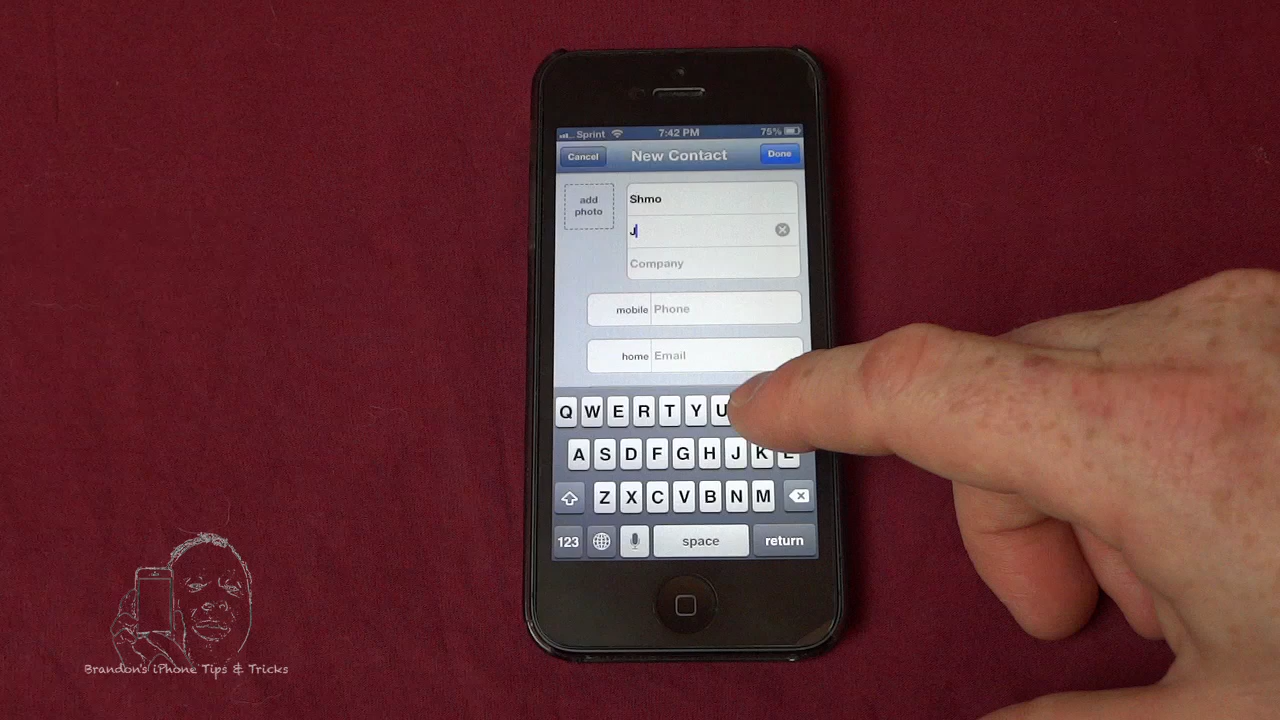 Sprint 7:42 PM 75%
Cancel New Contact Done
add
photo
Shmo
J
Company
mobile Phone
home Email
Q W E R T Y U
A S D F G H J K L
Z X C V B N M
123 space return
Brandon's iPhone Tips & Tricks